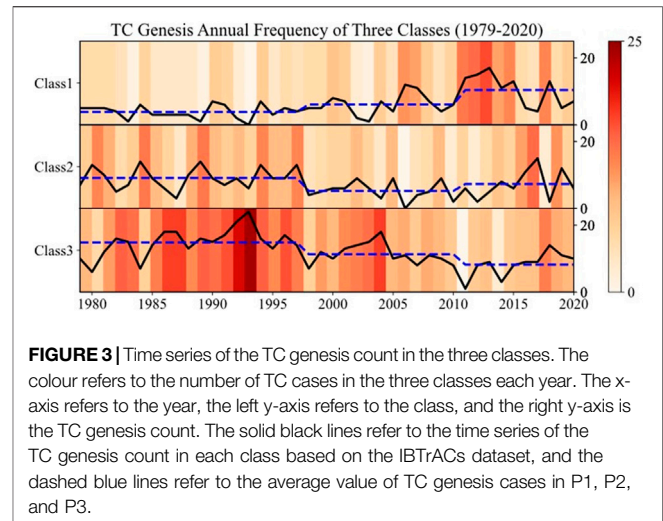 TC Genesis Annual Frequency of Three Classes (1979-2020)
Class1
20
0
Class2
20
0
Class3
20
0
1980 1985 1990 1995 2000 2005 2010 2015 2020
25
0
FIGURE 3 | Time series of the TC genesis count in the three classes. The
colour refers to the number of TC cases in the three classes each year. The x-
axis refers to the year, the left y-axis refers to the class, and the right y-axis is
the TC genesis count. The solid black lines refer to the time series of the
TC genesis count in each class based on the IBTrACs dataset, and the
dashed blue lines refer to the average value of TC genesis cases in P1, P2,
and P3.